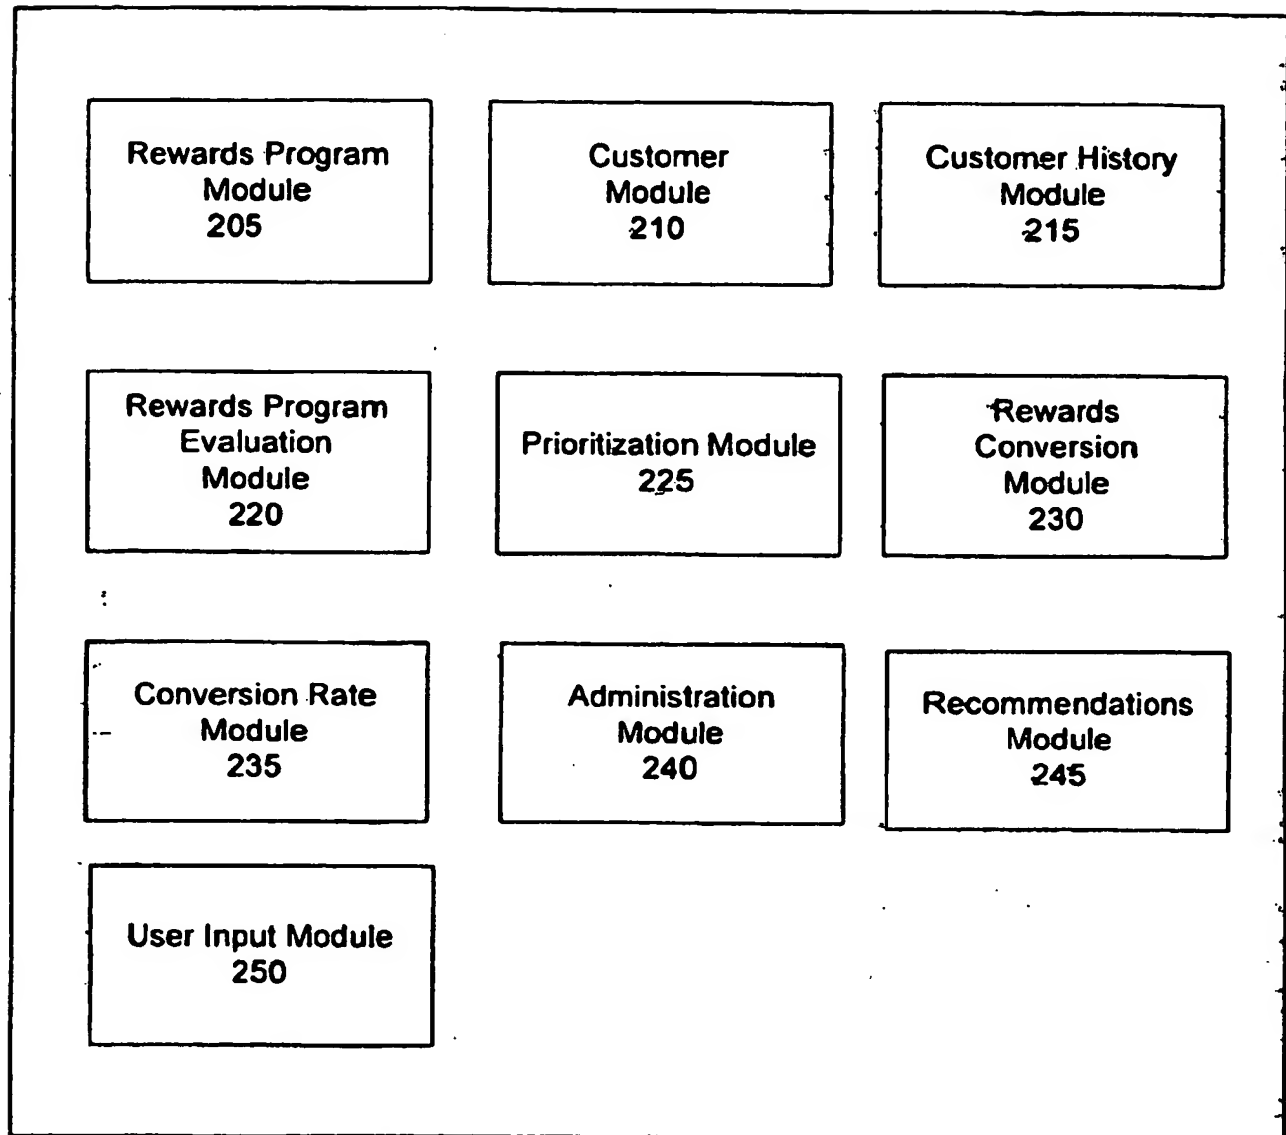 Rewards Program
Module
205
Customer
Module
210
Customer History
Module
215
Rewards Program
Evaluation
Module
220
Prioritization Module
225
Rewards
Conversion
Module
230
Conversion Rate
Module
235
Administration
Module
240
Recommendations
Module
245
User Input Module
250